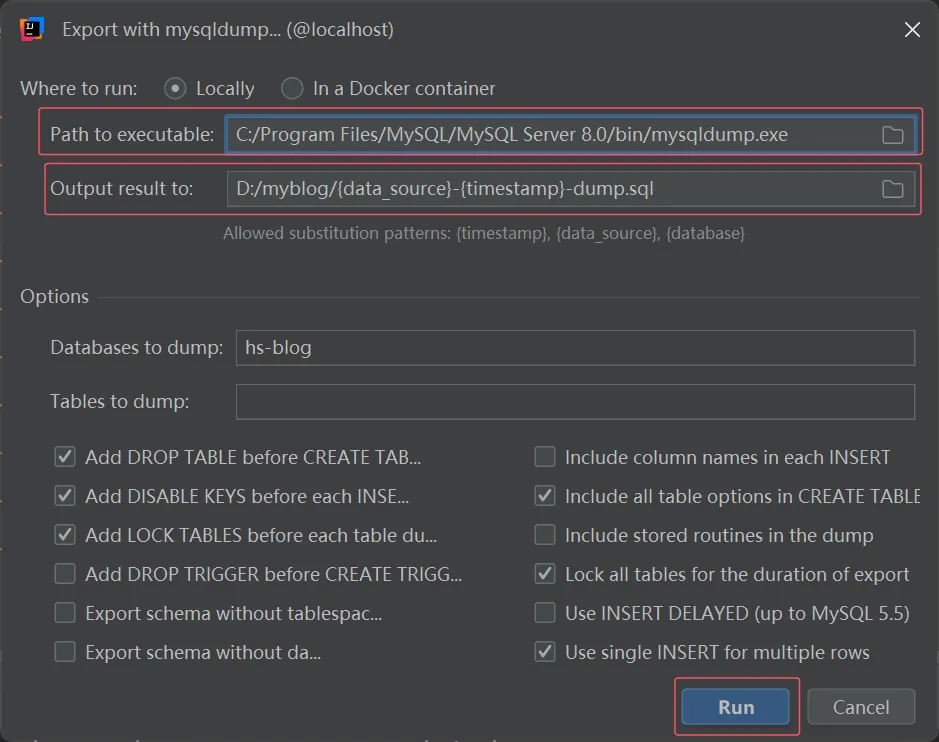 Export with mysqldump... (@localhost)
Where to run: Locally In a Docker container
Path to executable: C:/Program Files/MySQL/MySQL Server 8.0/bin/mysqldump.exe
Output result to: D:/myblog/{data_source}-{timestamp}-dump.sql
Allowed substitution patterns: {timestamp}, {data_source}, {database}
Options
Databases to dump: hs-blog
Tables to dump:
Add DROP TABLE before CREATE TAB... Include column names in each INSERT
Add DISABLE KEYS before each INSE... Include all table options in CREATE TABLE
Add LOCK TABLES before each table du... Include stored routines in the dump
Add DROP TRIGGER before CREATE TRIGG... Lock all tables for the duration of export
Export schema without tablespac... Use INSERT DELAYED (up to MySQL 5.5)
Export schema without da... Use single INSERT for multiple rows
Run Cancel